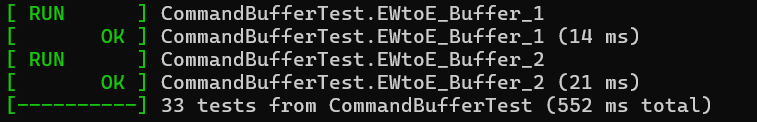 [ RUN      ] CommandBufferTest.EWtoE_Buffer_1
[       OK ] CommandBufferTest.EWtoE_Buffer_1 (14 ms)
[ RUN      ] CommandBufferTest.EWtoE_Buffer_2
[       OK ] CommandBufferTest.EWtoE_Buffer_2 (21 ms)
[----------] 33 tests from CommandBufferTest (552 ms total)